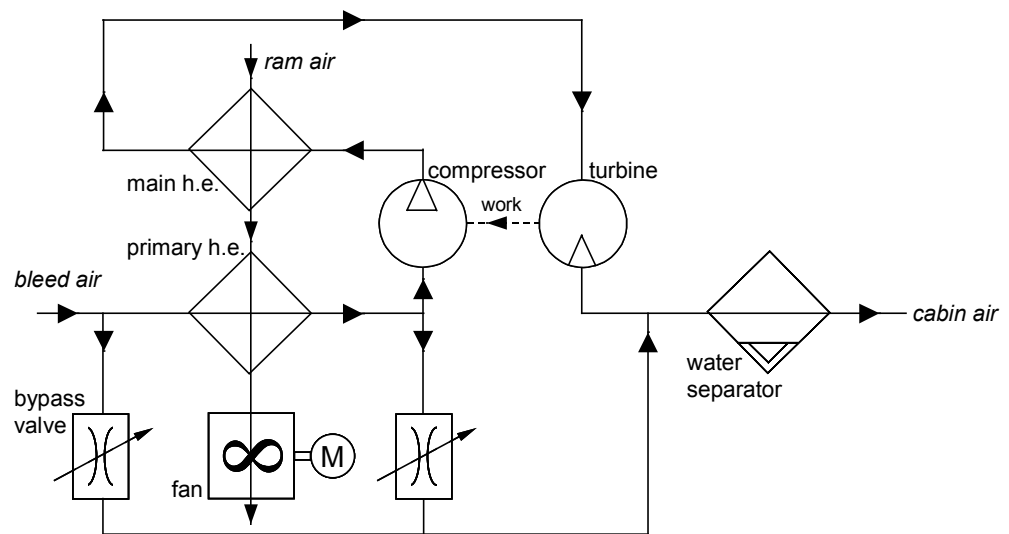 ram air
compressor
turbine
main h.e.
work
primary h.e.
bleed air
cabin air
water
separator
bypass
valve
M
fan